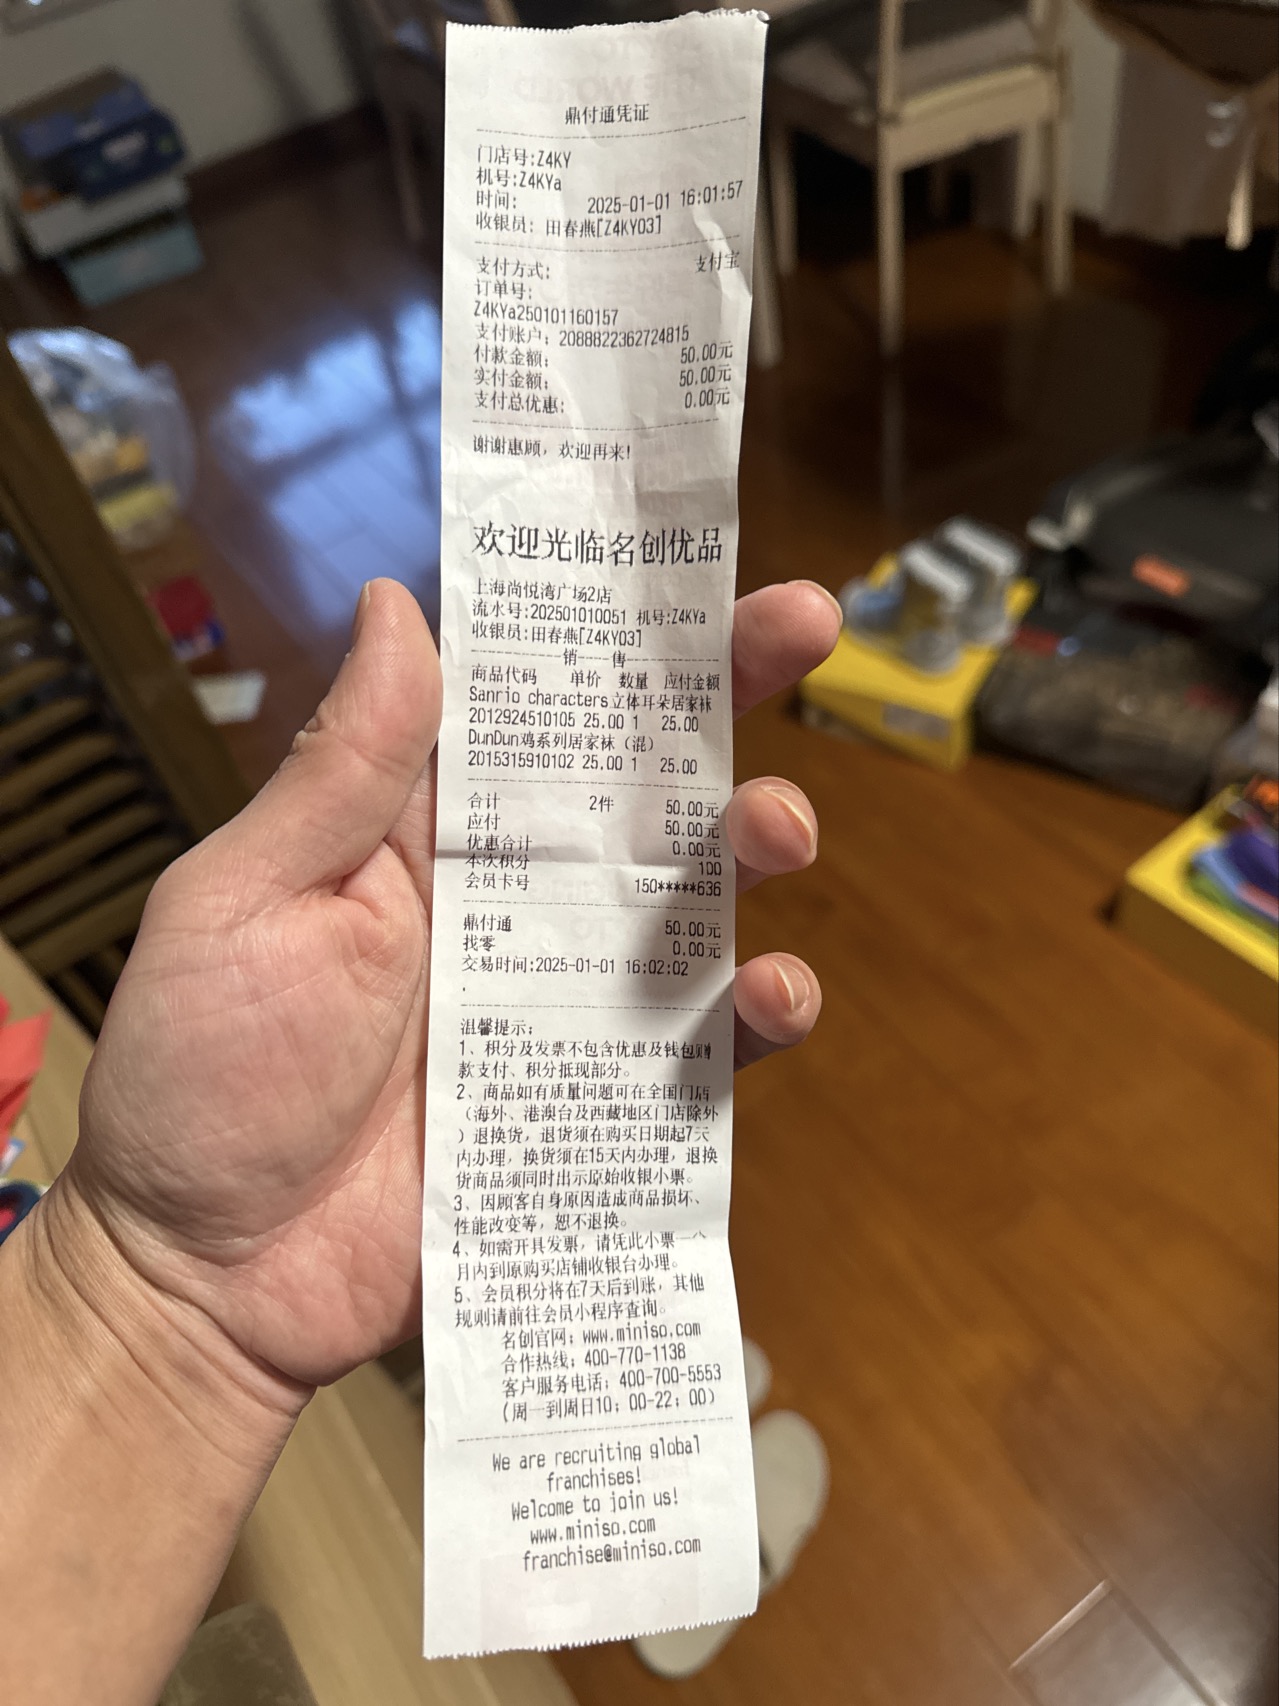 鼎付通凭证
门店号:Z4KY
机号:Z4KYa
时间: 2025-01-01 16:01:57
收银员: 田春燕[Z4KY03]
支付方式: 支付宝
订单号:
Z4KYa250101160157
支付账户: 2088822362724815
付款金额: 50.00元
实付金额: 50.00元
支付总优惠: 0.00元
谢谢惠顾, 欢迎再来!
欢迎光临名创优品
上海尚悦湾广场2店
流水号:202501010051 机号:Z4KYa
收银员:田春燕[Z4KY03]
销----售
商品代码 单价 数量 应付金额
Sanrio characters立体耳朵居家袜
2012924510105 25.00 1 25.00
DunDun鸡系列居家袜（混）
2015315910102 25.00 1 25.00
合计 2件 50.00元
应付 50.00元
优惠合计 0.00元
本次积分 100
会员卡号 150*****636
鼎付通 50.00元
找零 0.00元
交易时间:2025-01-01 16:02:02
.
温馨提示:
1、积分及发票不包含优惠及钱包赠
款支付、积分抵现部分。
2、商品如有质量问题可在全国门店
（海外、港澳台及西藏地区门店除外
）退换货，退货须在购买日期起7天
内办理，换货须在15天内办理，退换
货商品须同时出示原始收银小票。
3、因顾客自身原因造成商品损坏、
性能改变等，恕不退换。
4、如需开具发票，请凭此小票一个
月内到原购买店铺收银台办理。
5、会员积分将在7天后到账，其他
规则请前往会员小程序查询。
名创官网: www.miniso.com
合作热线: 400-770-1138
客户服务电话: 400-700-5553
(周一到周日10: 00-22: 00)
We are recruiting global
franchises!
Welcome to join us!
www.miniso.com
franchise@miniso.com